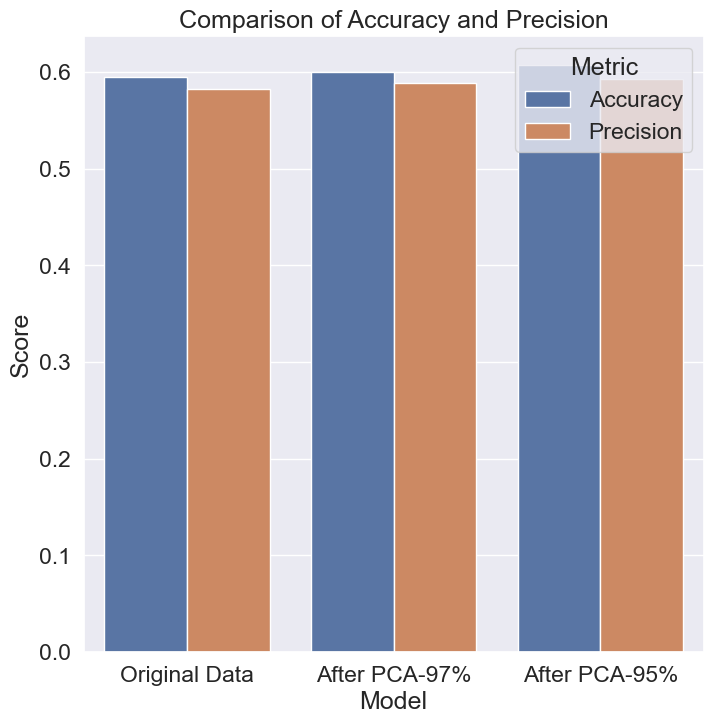 Comparison of Accuracy and Precision
Metric
Accuracy
Precision
Score
0.6
0.5
0.4
0.3
0.2
0.1
0.0
Original Data
After PCA-97%
After PCA-95%
Model